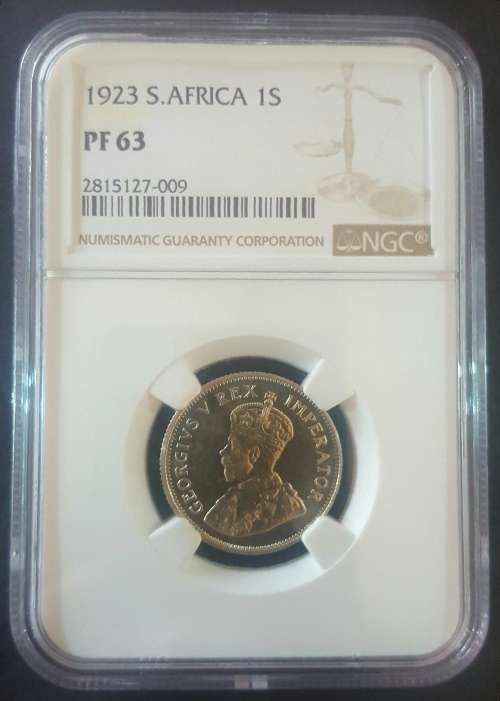 1923 S.AFRICA 1S
PF 63
2815127-009
NUMISMATIC GUARANTY CORPORATION
NGC®
GEORGIVS V REX IMPERATOR